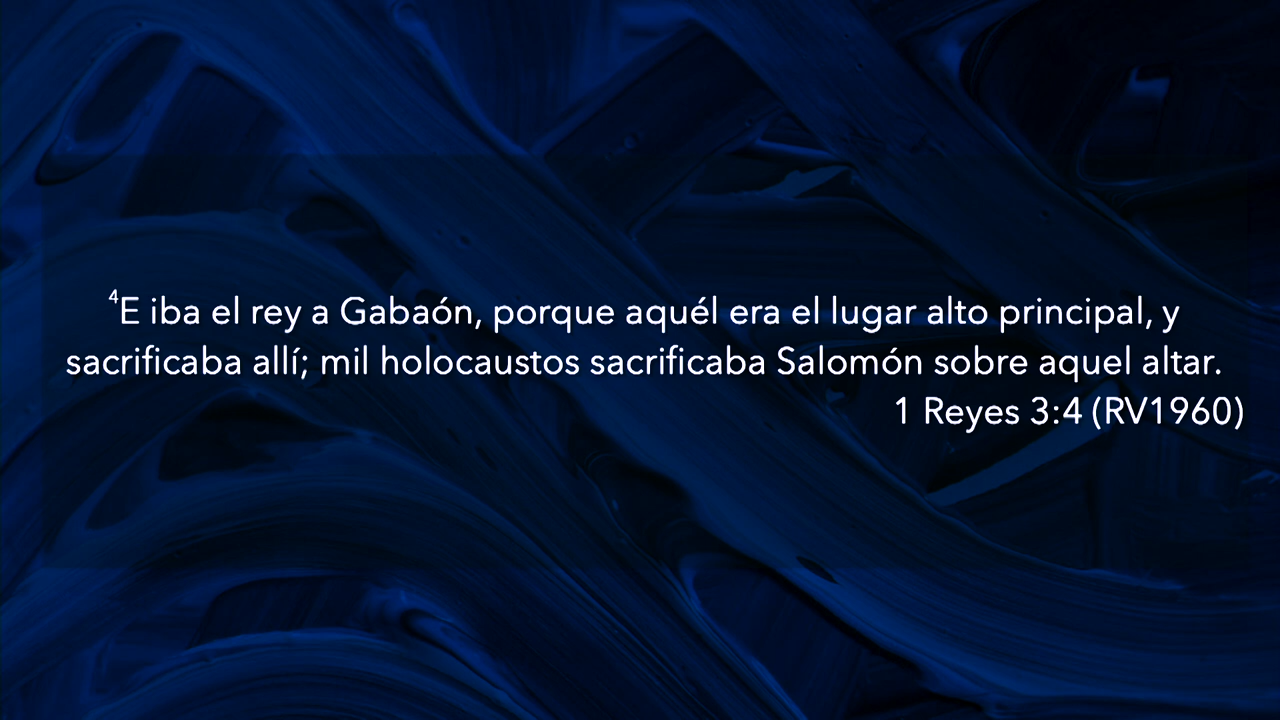 ⁴E iba el rey a Gabaón, porque aquél era el lugar alto principal, y
sacrificaba allí; mil holocaustos sacrificaba Salomón sobre aquel altar.
1 Reyes 3:4 (RV1960)